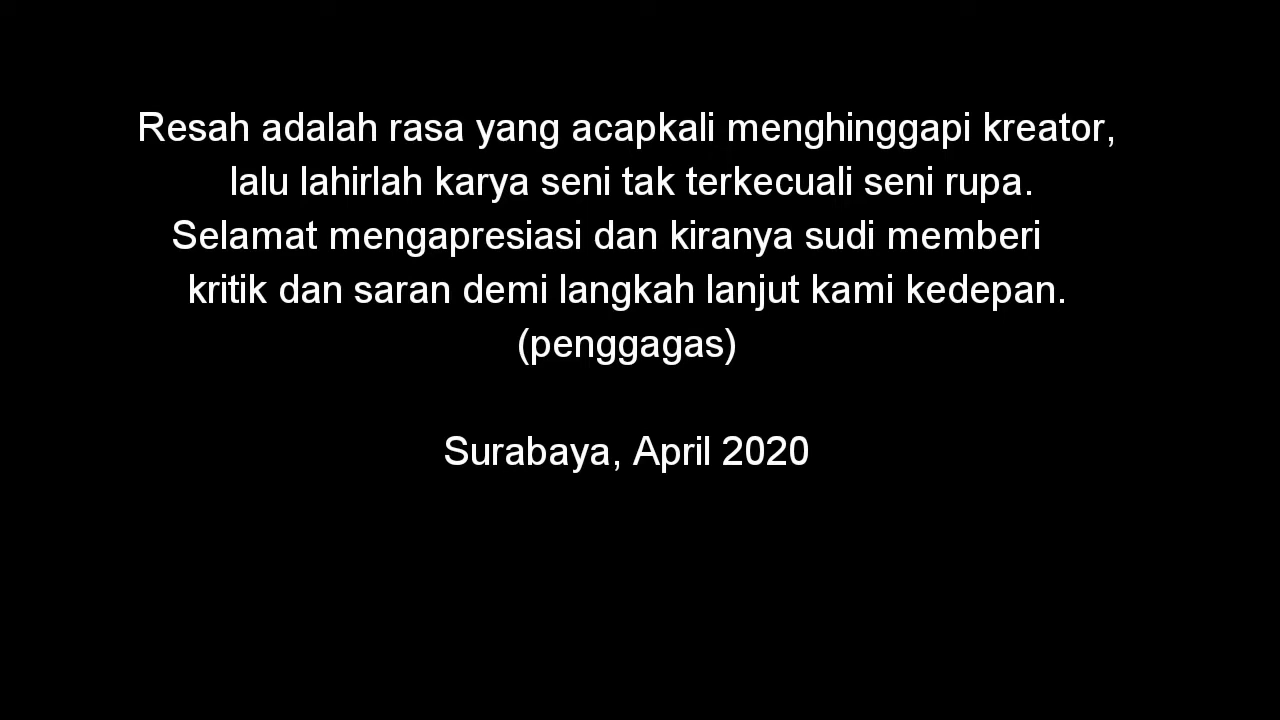 Resah adalah rasa yang acapkali menghinggapi kreator,
lalu lahirlah karya seni tak terkecuali seni rupa.
Selamat mengapresiasi dan kiranya sudi memberi
kritik dan saran demi langkah lanjut kami kedepan.
(penggagas)
Surabaya, April 2020